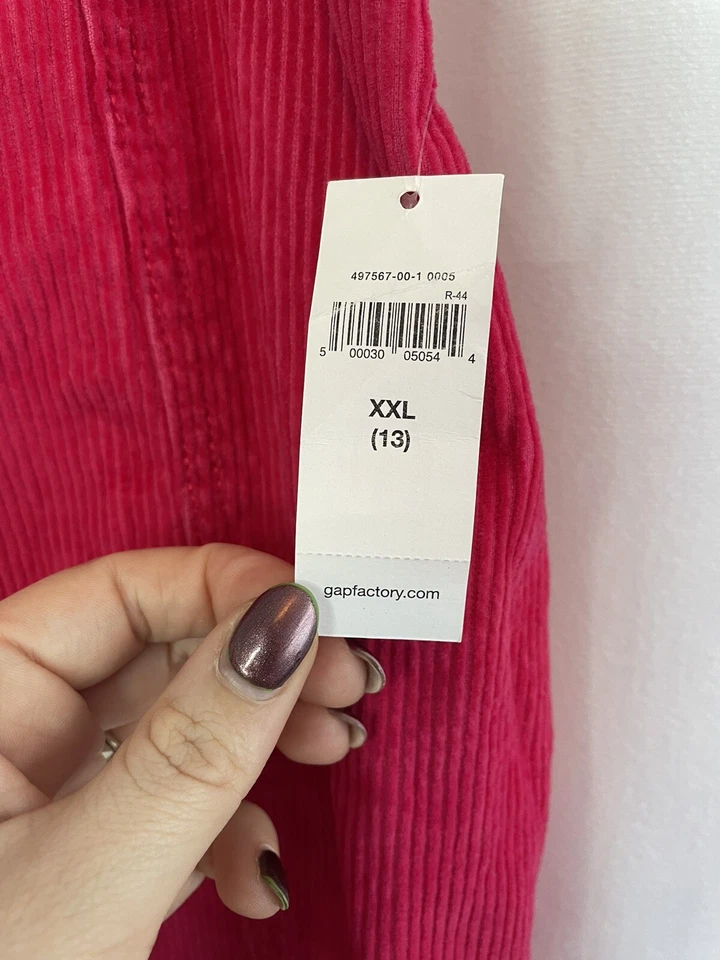 497567-00-1 0005
R-44
5 00030 05054 4
XXL
(13)
gapfactory.com